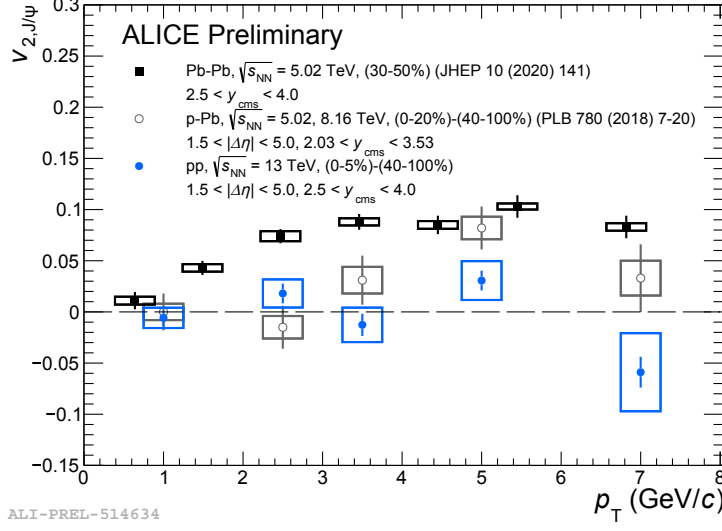 0.3
v2,J/ψ
ALICE Preliminary
0.25
Pb-Pb, √sNN = 5.02 TeV, (30-50%) (JHEP 10 (2020) 141)
2.5 < ycms < 4.0
0.2
p-Pb, √sNN = 5.02, 8.16 TeV, (0-20%)-(40-100%) (PLB 780 (2018) 7-20)
1.5 < |Δη| < 5.0, 2.03 < ycms < 3.53
0.15
pp, √sNN = 13 TeV, (0-5%)-(40-100%)
1.5 < |Δη| < 5.0, 2.5 < ycms < 4.0
0.1
0.05
0
−0.05
−0.1
−0.15
0 1 2 3 4 5 6 7 8
pT (GeV/c)
ALI-PREL-514634